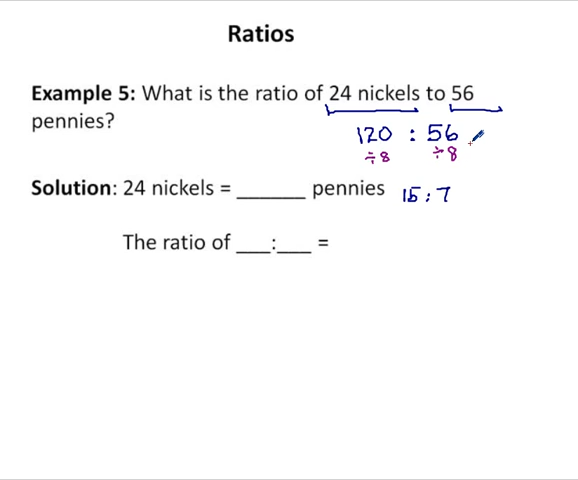 Ratios
Example 5: What is the ratio of 24 nickels to 56
pennies?
120 : 56
÷8 ÷8
Solution: 24 nickels = ______ pennies 15:7
The ratio of ___:___ =